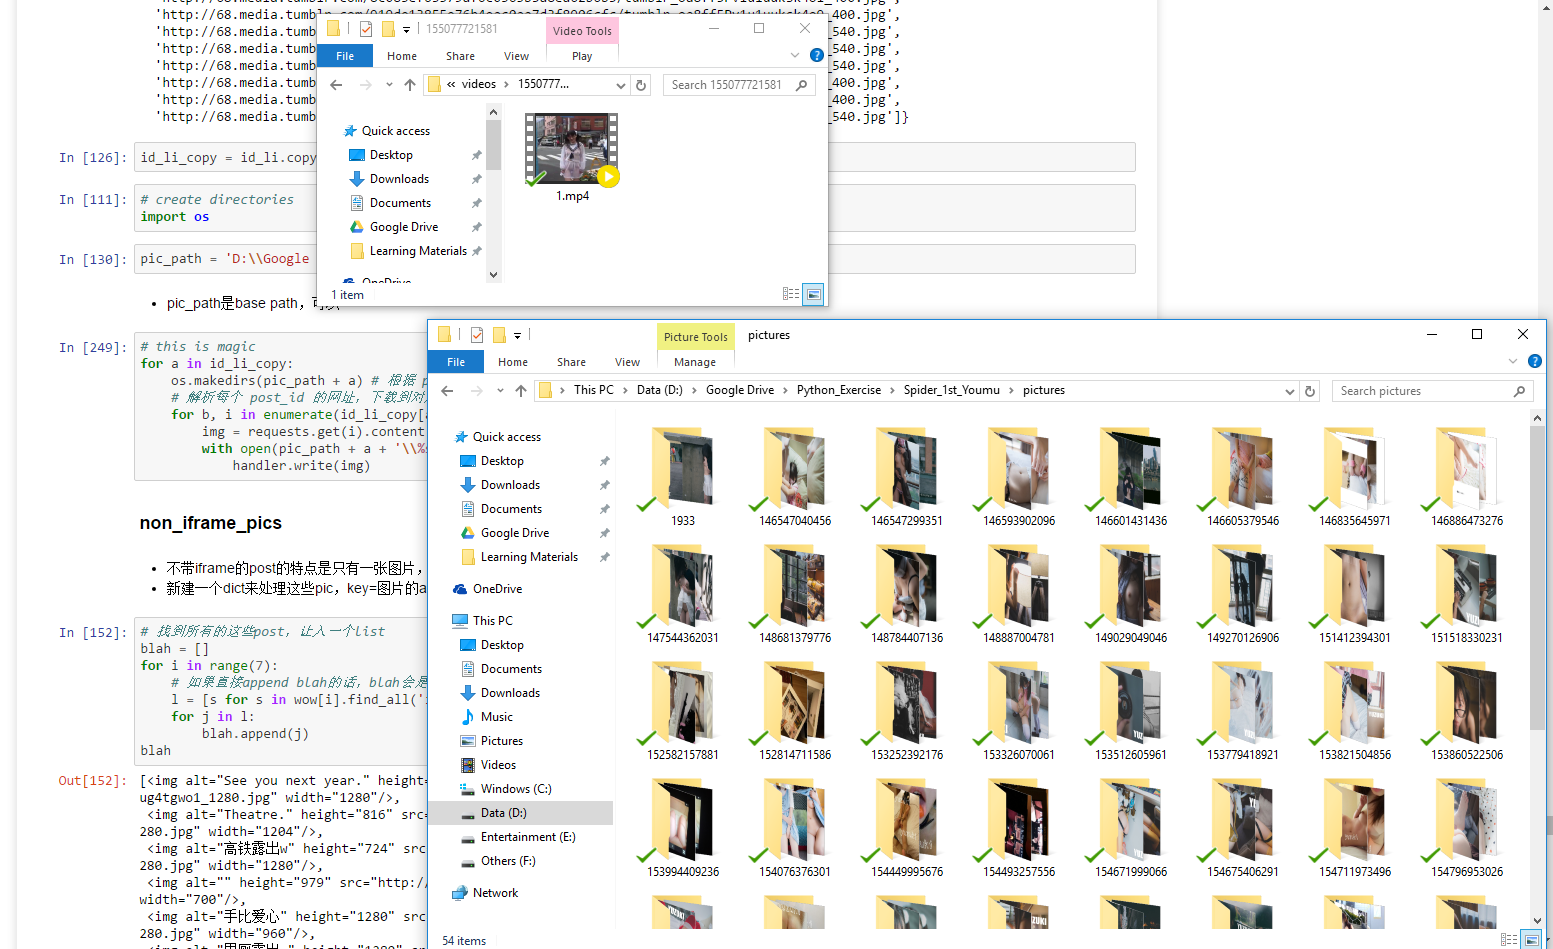 'http://68.media.tumb
_400.jpg',
'http://68.media.tumb
_540.jpg',
'http://68.media.tumb
_540.jpg',
'http://68.media.tumb
_540.jpg',
'http://68.media.tumb
_400.jpg',
'http://68.media.tumb
_400.jpg',
'http://68.media.tumb
_540.jpg']}
In [126]:
id_li_copy = id_li.copy
In [111]:
# create directories
import os
In [130]:
pic_path = 'D:\\Google
pic_path是base path，可以
In [249]:
# this is magic
for a in id_li_copy:
os.makedirs(pic_path + a) # 根据
# 解析每个 post_id 的网址，下载到对
for b, i in enumerate(id_li_copy[
img = requests.get(i).content
with open(pic_path + a + '\\%
handler.write(img)
non_iframe_pics
不带iframe的post的特点是只有一张图片，
新建一个dict来处理这些pic，key=图片的a
In [152]:
# 找到所有的这些post，让入一个list
blah = []
for i in range(7):
# 如果直接append blah的话，blah会是
l = [s for s in wow[i].find_all('
for j in l:
blah.append(j)
blah
Out[152]:
[<img alt="See you next year." height=
ug4tgwo1_1280.jpg" width="1280"/>,
<img alt="Theatre." height="816" src=
280.jpg" width="1204"/>,
<img alt="高铁露出w" height="724" src=
280.jpg" width="1280"/>,
<img alt="" height="979" src="http:/
width="700"/>,
<img alt="手比爱心" height="1280" src=
280.jpg" width="960"/>,
155077721581
Video Tools
File
Home
Share
View
Play
« videos › 1550777...
Search 155077721581
Quick access
Desktop
Downloads
Documents
Google Drive
Learning Materials
OneDrive
1.mp4
1 item
Picture Tools
pictures
File
Home
Share
View
Manage
› This PC › Data (D:) › Google Drive › Python_Exercise › Spider_1st_Youmu › pictures
Search pictures
Quick access
Desktop
Downloads
Documents
Google Drive
Learning Materials
OneDrive
This PC
Desktop
Documents
Downloads
Music
Pictures
Videos
Windows (C:)
Data (D:)
Entertainment (E:)
Others (F:)
Network
1933
146547040456
146547299351
146593902096
146601431436
146605379546
146835645971
146886473276
147544362031
148681379776
148784407136
148887004781
149029049046
149270126906
151412394301
151518330231
152582157881
152814711586
153252392176
153326070061
153512605961
153779418921
153821504856
153860522506
153994409236
154076376301
154449995676
154493257556
154671999066
154675406291
154711973496
154796953026
54 items